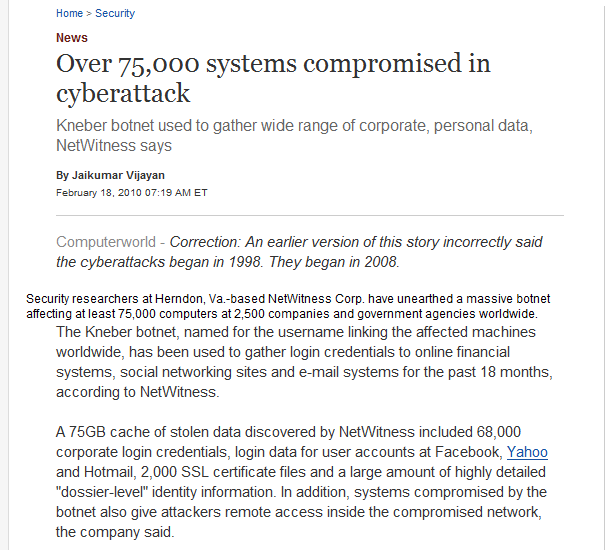 Home > Security
News
Over 75,000 systems compromised in
cyberattack
Kneber botnet used to gather wide range of corporate, personal data,
NetWitness says
By Jaikumar Vijayan
February 18, 2010 07:19 AM ET
Computerworld - Correction: An earlier version of this story incorrectly said
the cyberattacks began in 1998. They began in 2008.
Security researchers at Herndon, Va.-based NetWitness Corp. have unearthed a massive botnet
affecting at least 75,000 computers at 2,500 companies and government agencies worldwide.
The Kneber botnet, named for the username linking the affected machines
worldwide, has been used to gather login credentials to online financial
systems, social networking sites and e-mail systems for the past 18 months,
according to NetWitness.
A 75GB cache of stolen data discovered by NetWitness included 68,000
corporate login credentials, login data for user accounts at Facebook, Yahoo
and Hotmail, 2,000 SSL certificate files and a large amount of highly detailed
"dossier-level" identity information. In addition, systems compromised by the
botnet also give attackers remote access inside the compromised network,
the company said.